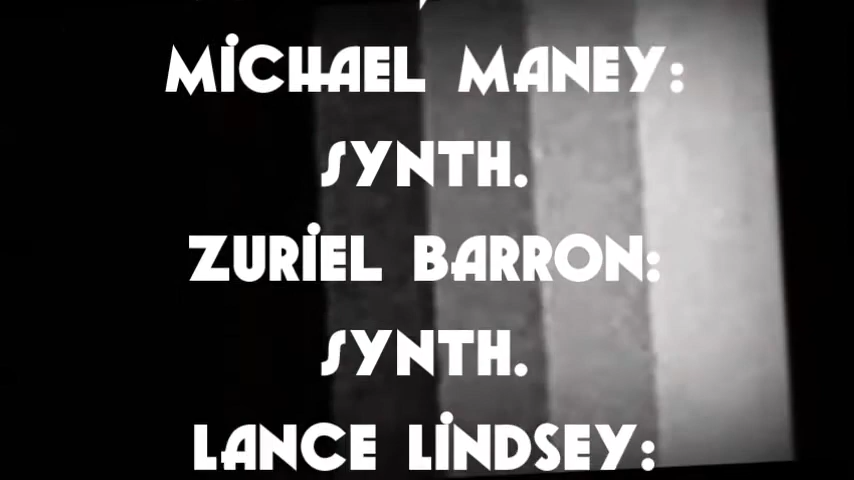 MICHAEL MANEY:
SYNTH.
ZURIEL BARRON:
SYNTH.
LANCE LINDSEY: